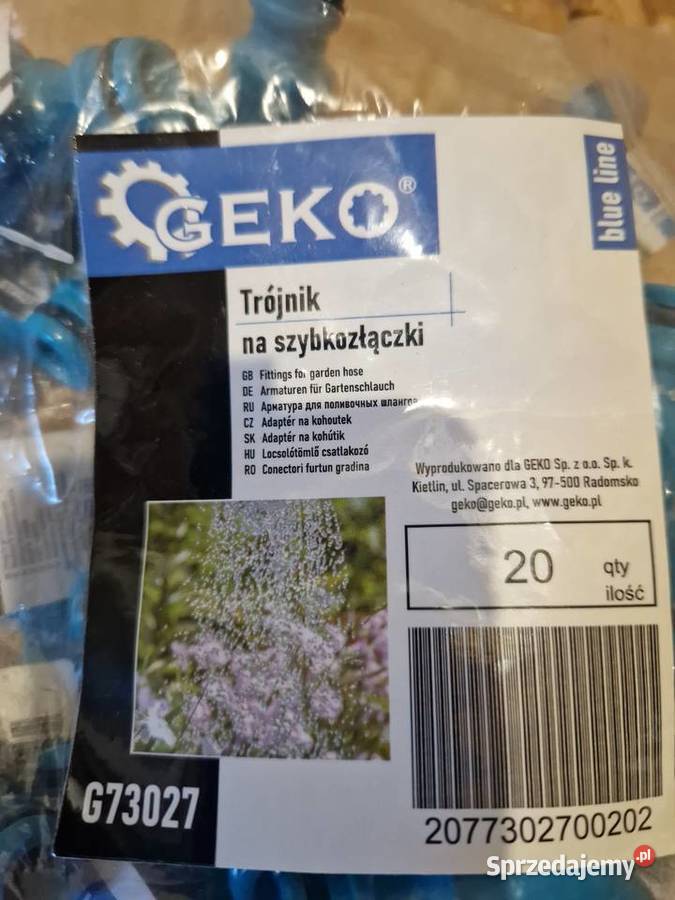 GEKO®
blue line
Trójnik
na szybkozłączki
GB Fittings for garden hose
DE Armaturen für Gartenschlauch
RU Арматура для поливочных шлангов
CZ Adaptér na kohoutek
SK Adaptér na kohútik
HU Locsolótömlő csatlakozó
RO Conectori furtun gradina
Wyprodukowano dla GEKO Sp. z o.o. Sp. k.
Kietlin, ul. Spacerowa 3, 97-500 Radomsko
geko@geko.pl, www.geko.pl
20 qty
ilość
G73027
2077302700202
Sprzedajemy.pl